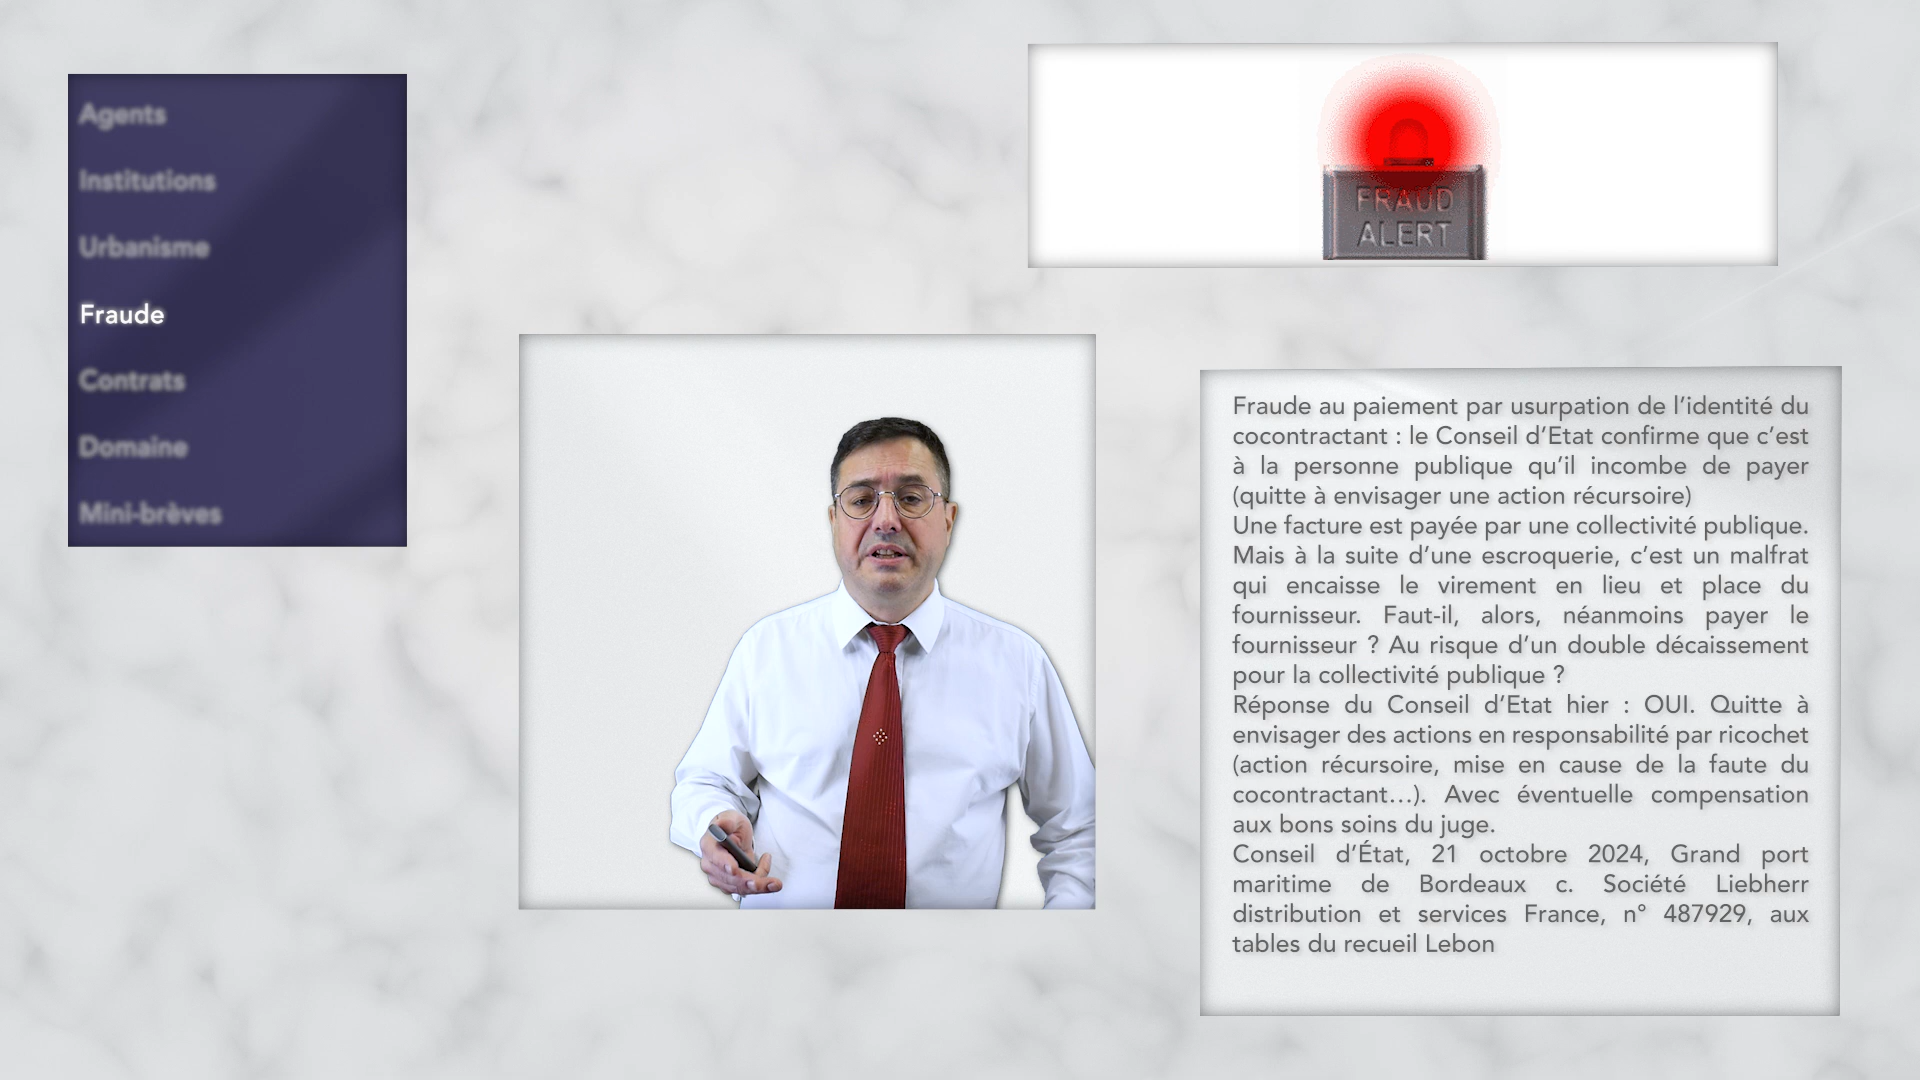 Agents
Institutions
Urbanisme
Fraude
Contrats
Domaine
Mini-brèves
FRAUD
ALERT
Fraude au paiement par usurpation de l’identité du
cocontractant : le Conseil d’Etat confirme que c’est
à la personne publique qu’il incombe de payer
(quitte à envisager une action récursoire)
Une facture est payée par une collectivité publique.
Mais à la suite d’une escroquerie, c’est un malfrat
qui encaisse le virement en lieu et place du
fournisseur. Faut-il, alors, néanmoins payer le
fournisseur ? Au risque d’un double décaissement
pour la collectivité publique ?
Réponse du Conseil d’Etat hier : OUI. Quitte à
envisager des actions en responsabilité par ricochet
(action récursoire, mise en cause de la faute du
cocontractant…). Avec éventuelle compensation
aux bons soins du juge.
Conseil d’État, 21 octobre 2024, Grand port
maritime de Bordeaux c. Société Liebherr
distribution et services France, n° 487929, aux
tables du recueil Lebon